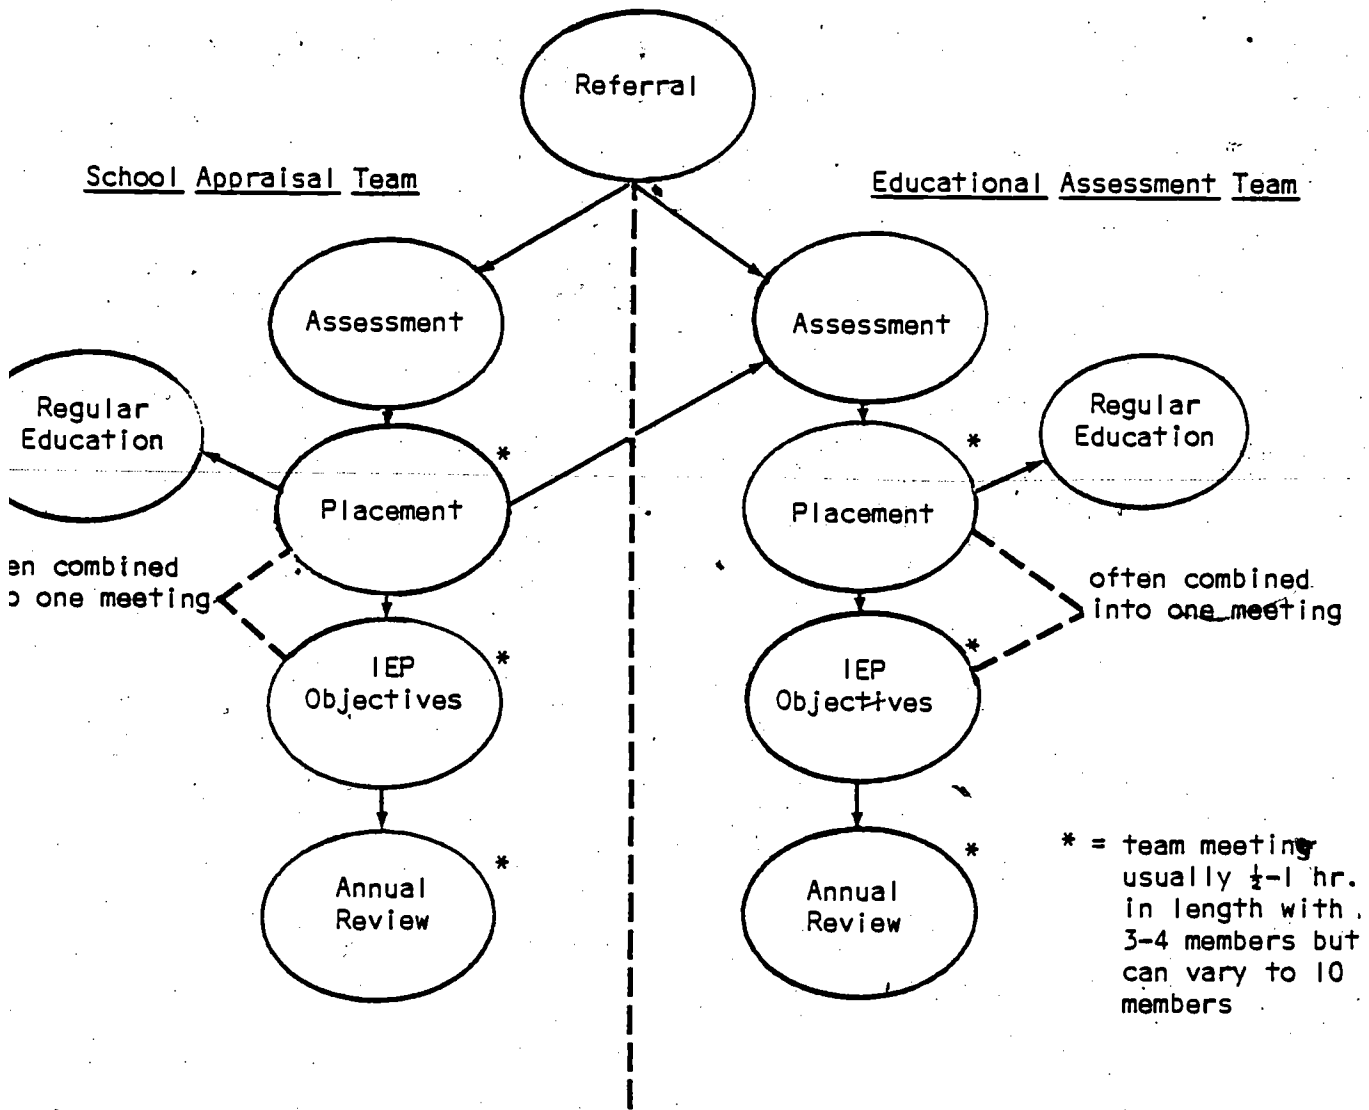 Referral
School Appraisal Team
Educational Assessment Team
Assessment
Assessment
Regular
Education
*
Placement
*
Placement
Regular
Education
combined
one meeting
often combined
into one meeting
IEP
Objectives
*
IEP
Objectives
*
Annual
Review
*
Annual
Review
*
* = team meeting
usually ½-1 hr.
in length with
3-4 members but
can vary to 10
members